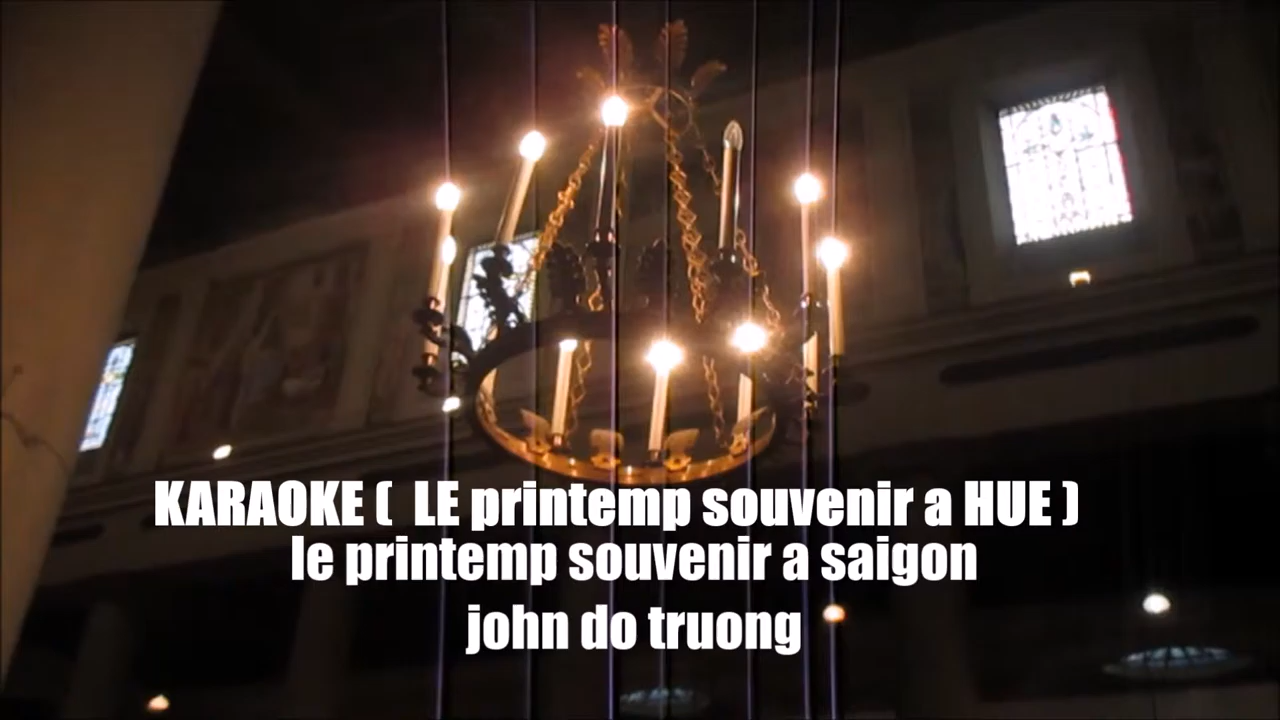 KARAOKE (  LE printemp souvenir a HUE )
le printemp souvenir a saigon
john do truong